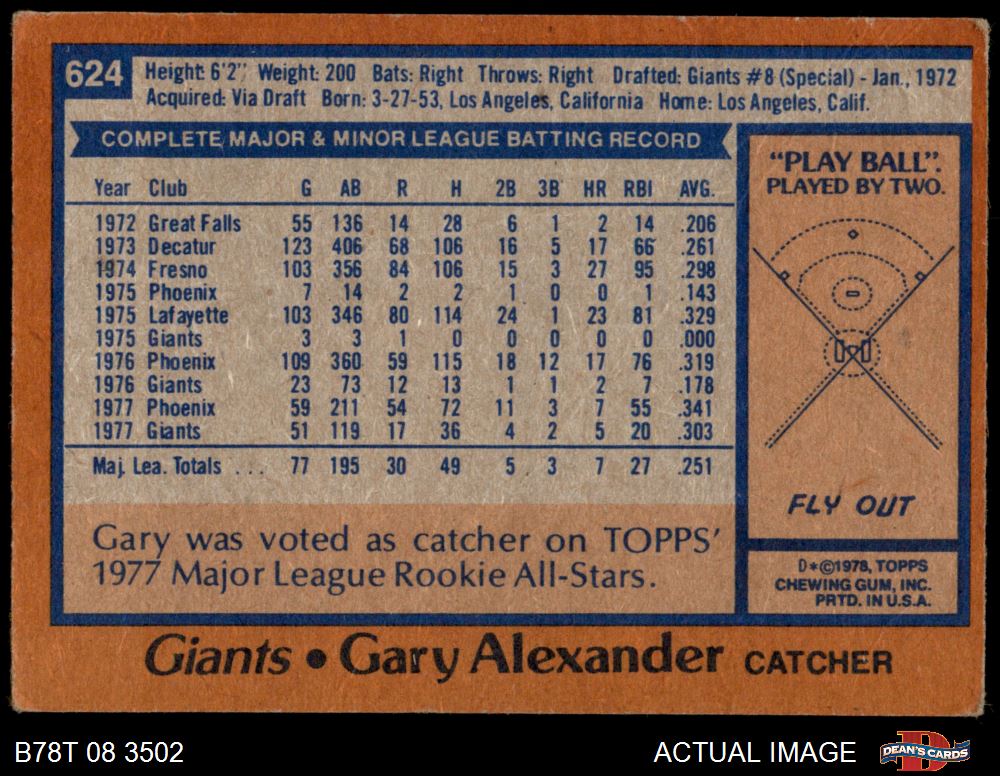 624
Height: 6'2" Weight: 200 Bats: Right Throws: Right Drafted: Giants #8 (Special) - Jan., 1972
Acquired: Via Draft Born: 3-27-53, Los Angeles, California Home: Los Angeles, Calif.
COMPLETE MAJOR & MINOR LEAGUE BATTING RECORD
Year Club G AB R H 2B 3B HR RBI AVG.
1972 Great Falls 55 136 14 28 6 1 2 14 .206
1973 Decatur 123 406 68 106 16 5 17 66 .261
1974 Fresno 103 356 84 106 15 3 27 95 .298
1975 Phoenix 7 14 2 2 1 0 0 1 .143
1975 Lafayette 103 346 80 114 24 1 23 81 .329
1975 Giants 3 3 1 0 0 0 0 0 .000
1976 Phoenix 109 360 59 115 18 12 17 76 .319
1976 Giants 23 73 12 13 1 1 2 7 .178
1977 Phoenix 59 211 54 72 11 3 7 55 .341
1977 Giants 51 119 17 36 4 2 5 20 .303
Maj. Lea. Totals ... 77 195 30 49 5 3 7 27 .251
Gary was voted as catcher on TOPPS'
1977 Major League Rookie All-Stars.
"PLAY BALL".
PLAYED BY TWO.
FLY OUT
D*©1978, TOPPS
CHEWING GUM, INC.
PRTD. IN U.S.A.
Giants • Gary Alexander CATCHER
B78T 08 3502
ACTUAL IMAGE
DEAN'S CARDS